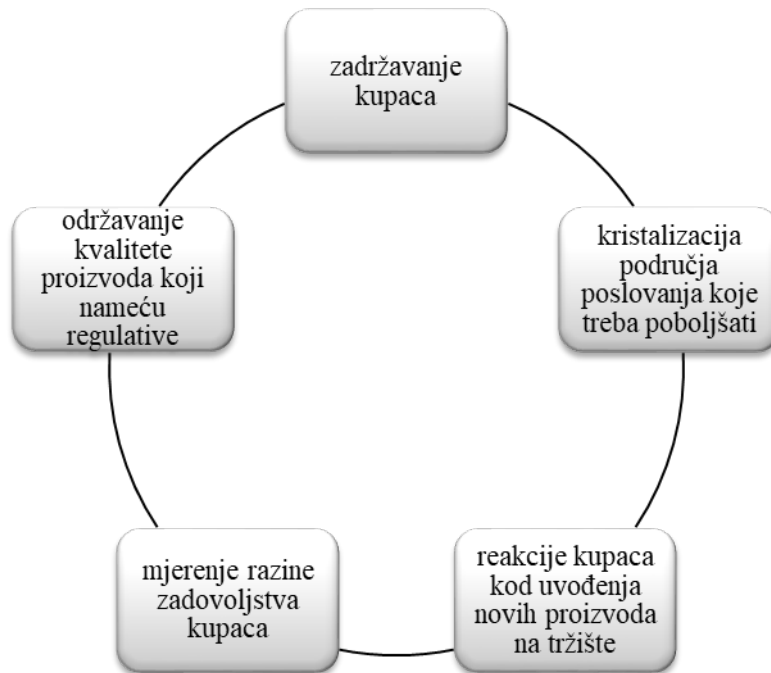 zadržavanje
kupaca
kristalizacija
područja
poslovanja koje
treba poboljšati
reakcije kupaca
kod uvođenja
novih proizvoda
na tržište
mjerenje razine
zadovoljstva
kupaca
održavanje
kvalitete
proizvoda koji
nameću
regulative